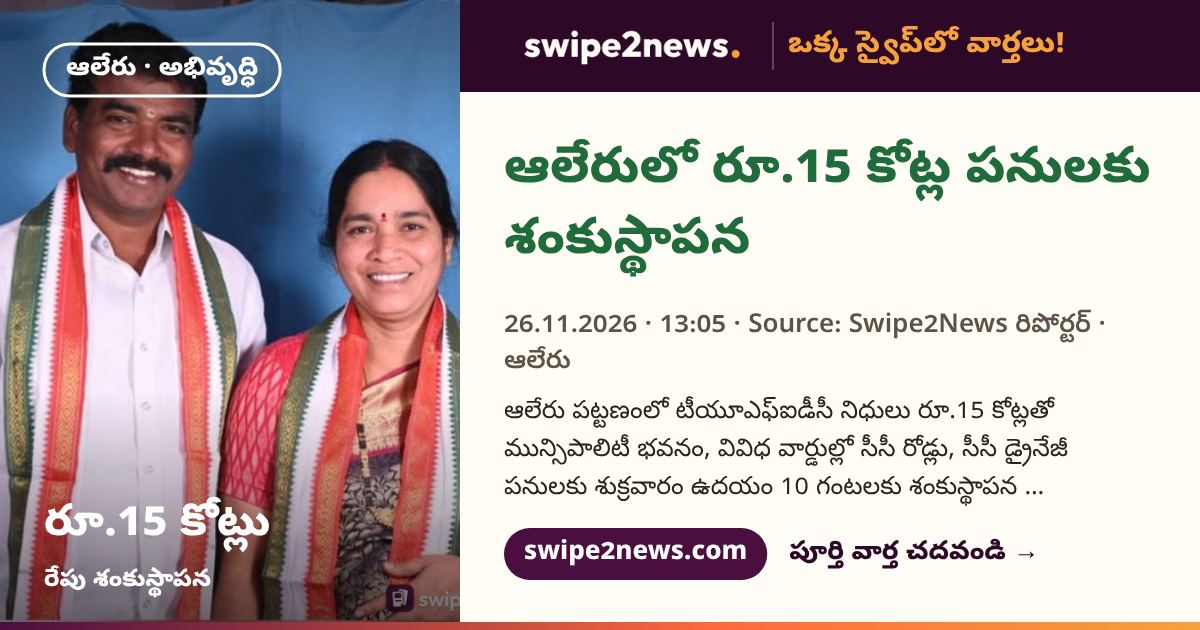 ఆలేరు · అభివృద్ధి
swipe2news.
ఒక్క స్వైప్‌లో వార్తలు!
ఆలేరులో రూ.15 కోట్ల పనులకు
శంకుస్థాపన
26.11.2026 · 13:05 · Source: Swipe2News రిపోర్టర్ ·
ఆలేరు
ఆలేరు పట్టణంలో టీయూఎఫ్ఐడీసీ నిధులు రూ.15 కోట్లతో
మున్సిపాలిటీ భవనం, వివిధ వార్డుల్లో సీసీ రోడ్లు, సీసీ డ్రైనేజీ
పనులకు శుక్రవారం ఉదయం 10 గంటలకు శంకుస్థాపన ...
రూ.15 కోట్లు
రేపు శంకుస్థాపన
swip
swipe2news.com
పూర్తి వార్త చదవండి →